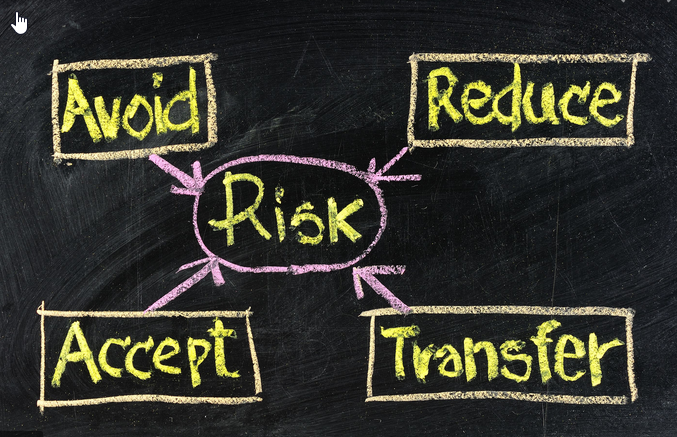 Avoid
Reduce
Risk
Accept
Transfer